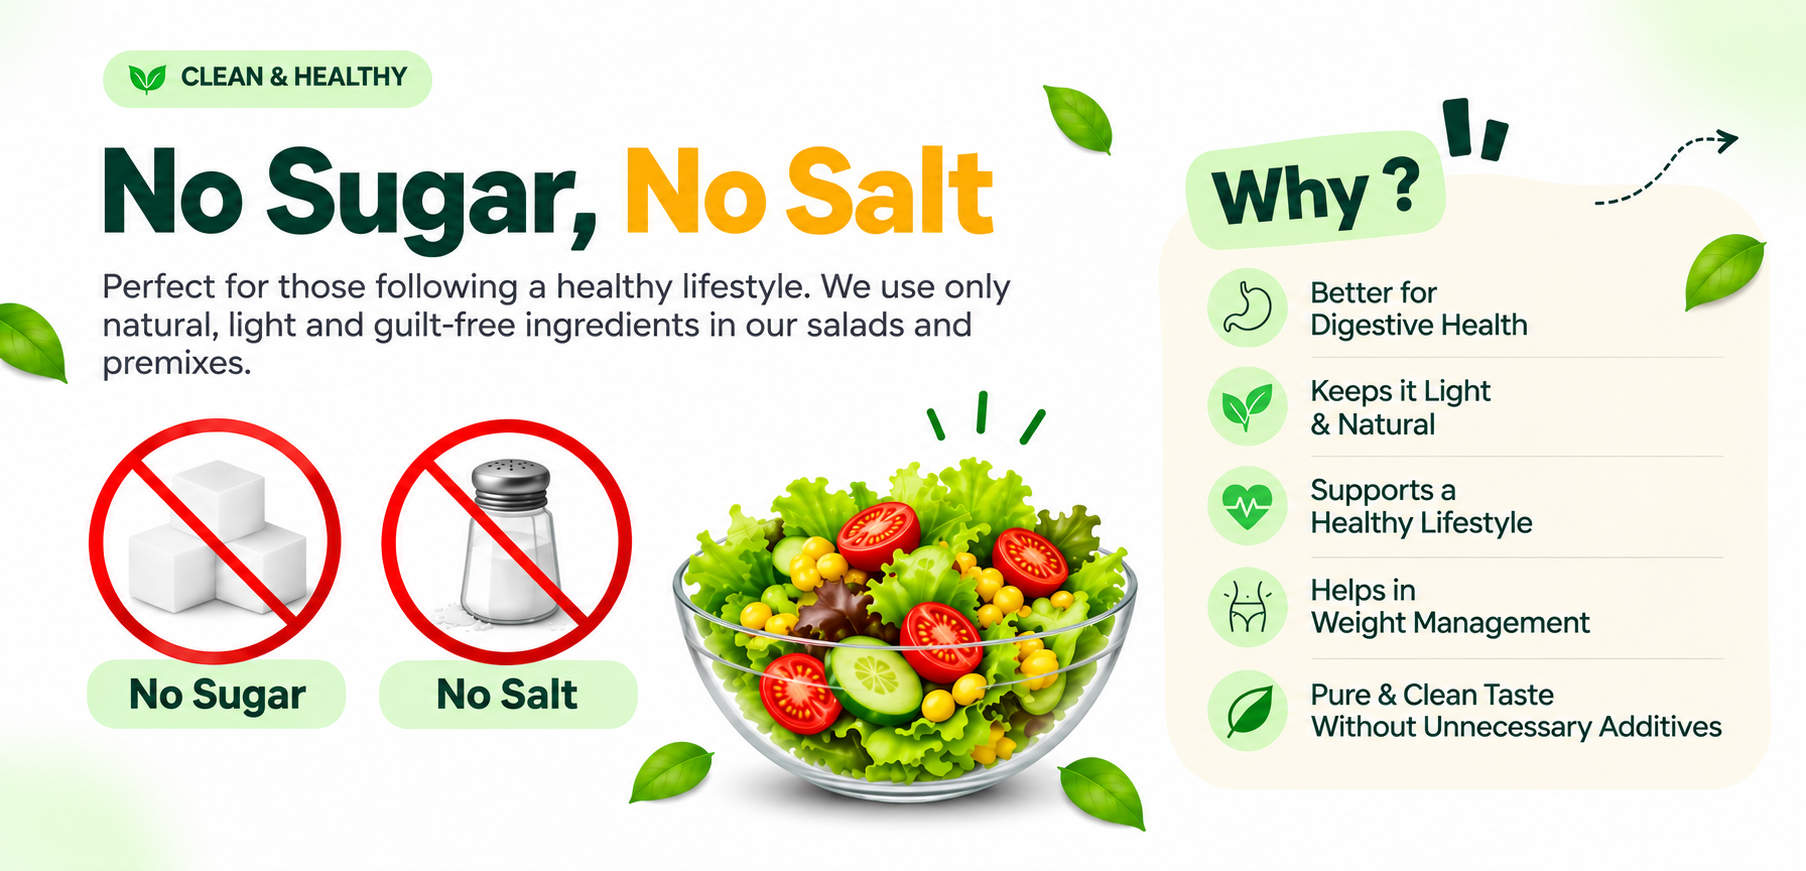 CLEAN & HEALTHY
No Sugar, No Salt
Perfect for those following a healthy lifestyle. We use only
natural, light and guilt-free ingredients in our salads and
premixes.
No Sugar
No Salt
Why ?
Better for
Digestive Health
Keeps it Light
& Natural
Supports a
Healthy Lifestyle
Helps in
Weight Management
Pure & Clean Taste
Without Unnecessary Additives